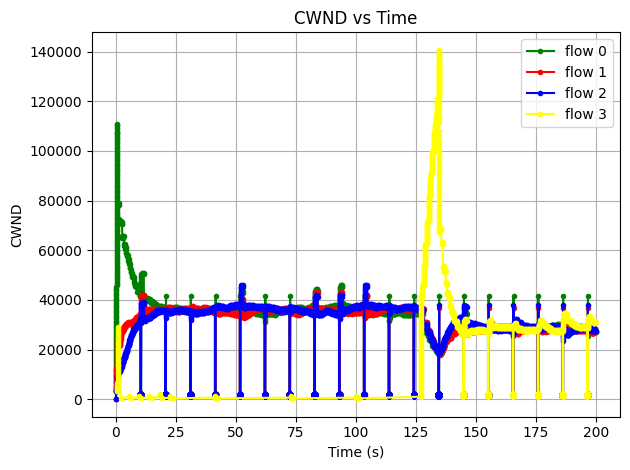 CWND vs Time
140000
120000
100000
80000
60000
40000
20000
0
CWND
flow 0
flow 1
flow 2
flow 3
0 25 50 75 100 125 150 175 200
Time (s)